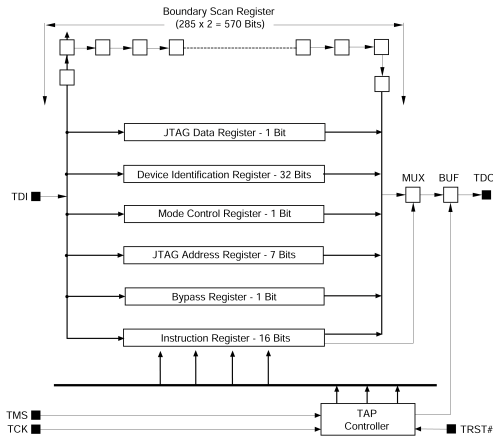 Boundary Scan Register
(285 x 2 = 570 Bits)
JTAG Data Register - 1 Bit
Device Identification Register - 32 Bits
MUX BUF TDO
TDI
Mode Control Register - 1 Bit
JTAG Address Register - 7 Bits
Bypass Register - 1 Bit
Instruction Register - 16 Bits
TMS
TCK
TAP
Controller
TRST#